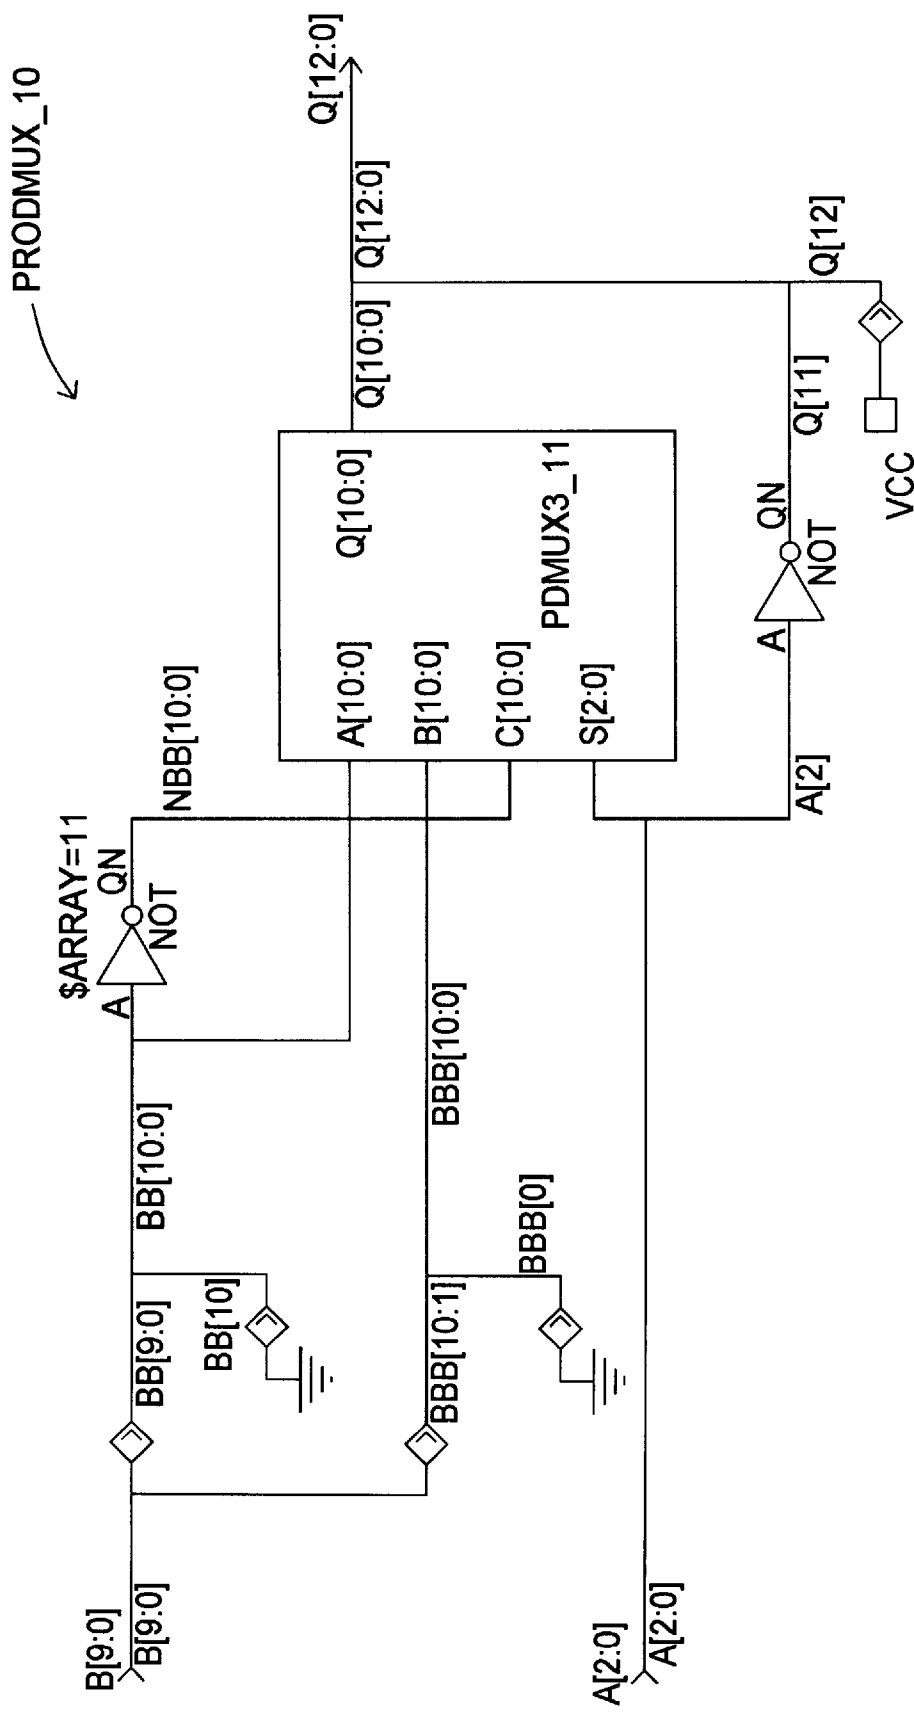 PRODMUX_10
B[9:0]
B[9:0]
BB[9:0]
BB[10]
BB[10:0]
$ARRAY=11
A
QN
NOT
NBB[10:0]
BBB[10:1]
BBB[0]
BBB[10:0]
A[10:0]
B[10:0]
C[10:0]
S[2:0]
Q[10:0]
PDMUX3_11
Q[10:0]
Q[12:0]
Q[12:0]
A[2:0]
A[2:0]
A[2]
A
QN
NOT
Q[11]
Q[12]
VCC